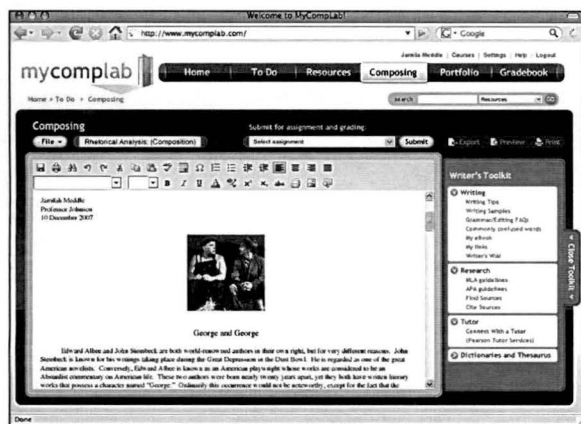 Welcome to MyCompLab!
http://www.mycomplab.com/
Google
Jamila Meddle Courses Settings Help Logout
mycomplab
Home To Do Resources Composing Portfolio Gradebook
Home > To Do > Composing
search Resources GO
Composing
Submit for assignment and grading:
File Rhetorical Analysis: (Composition) Select assignment Submit Export Preview Print
Writer's Toolkit
Writing
Writing Tips
Writing Samples
Grammar/Editing FAQs
Commonly confused words
My eBook
My links
Writer's Wiki
Research
MLA guidelines
APA guidelines
Find Sources
Cite Sources
Tutor
Connect With a Tutor
(Pearson Tutor Services)
Dictionaries and Thesaurus
Close Toolkit
Jamilah Meddle
Professor Johnson
10 December 2007
George and George
Edward Albee and John Steinbeck are both world-renowned authors in their own right, but for very different reasons. John
Steinbeck is known for his writings taking place during the Great Depression in the Dust Bowl. He is regarded as one of the great
American novelists. Conversely, Edward Albee is known as an American playwright whose works are considered to be an
Absurdist commentary on American life. These two authors were born nearly twenty years apart, yet they both have written literary
works that possess a character named "George." Ordinarily this occurrence would not be noteworthy, except for the fact that the
Done